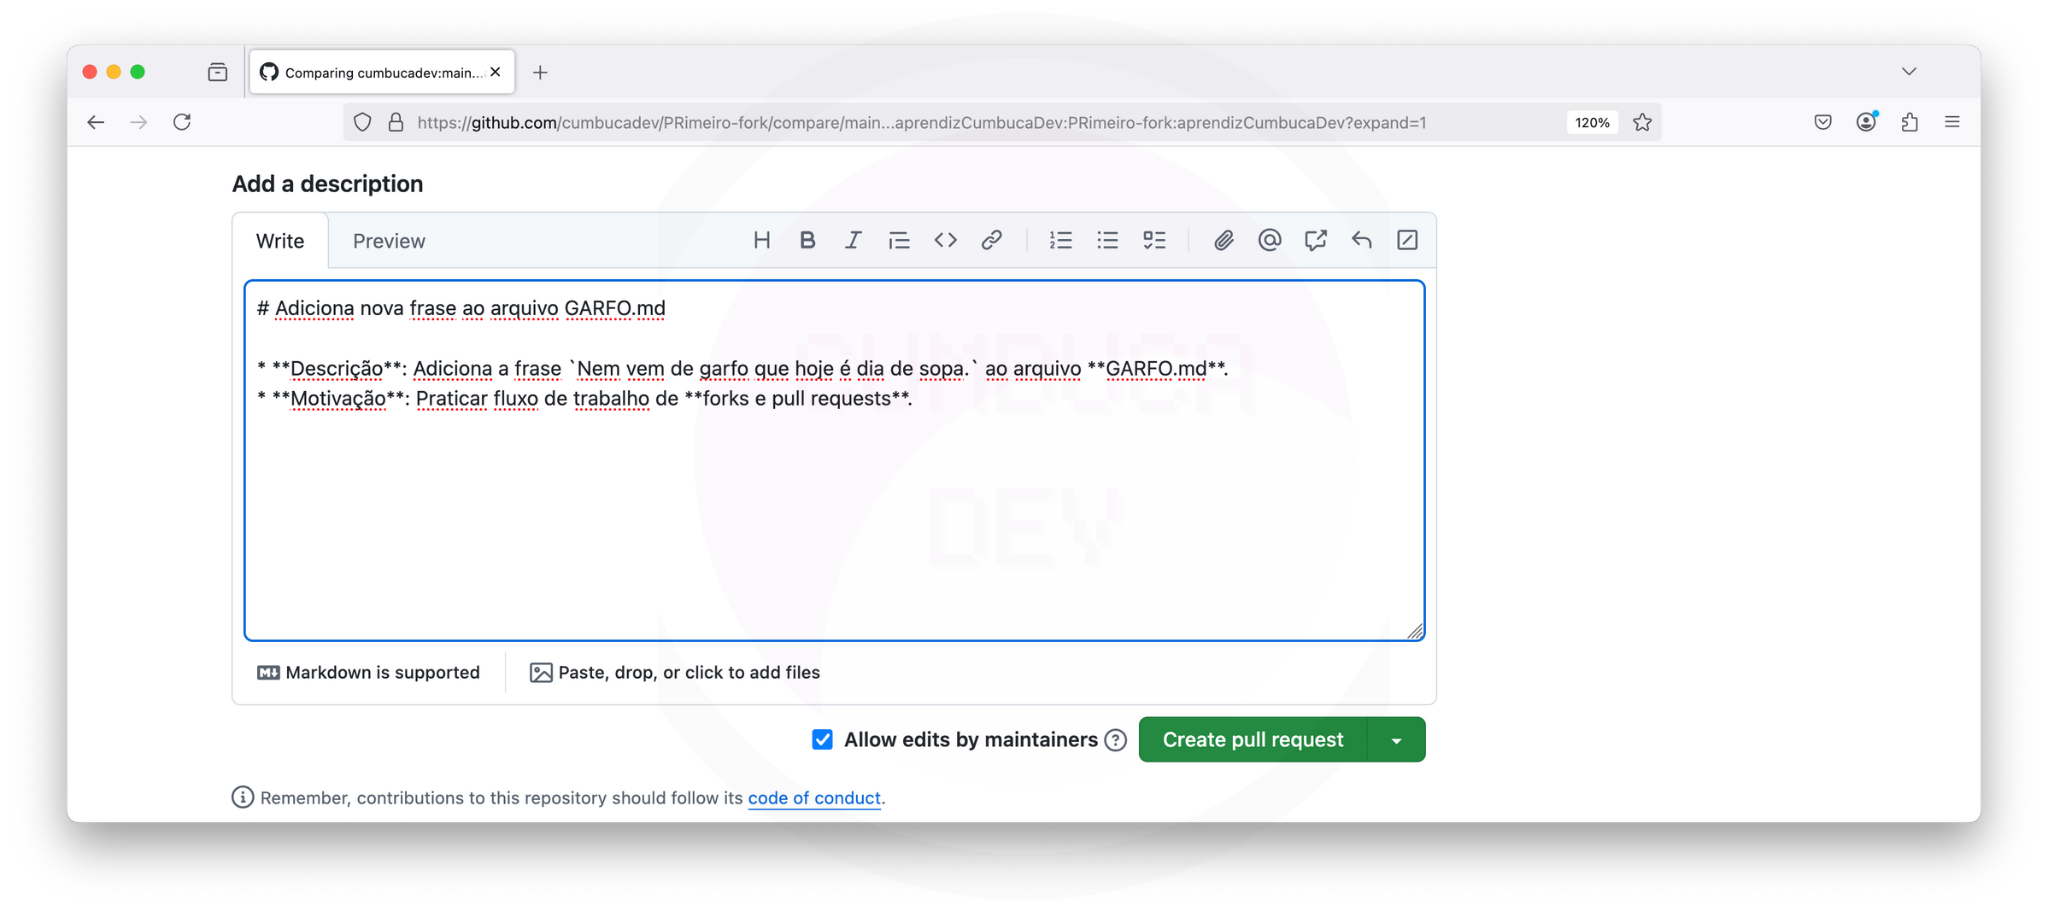 Comparing cumbucadev:main...
https://github.com/cumbucadev/PRimeiro-fork/compare/main...aprendizCumbucaDev:PRimeiro-fork:aprendizCumbucaDev?expand=1
120%
Add a description
Write
Preview
# Adiciona nova frase ao arquivo GARFO.md
* **Descrição**: Adiciona a frase `Nem vem de garfo que hoje é dia de sopa.` ao arquivo **GARFO.md**.
* **Motivação**: Praticar fluxo de trabalho de **forks e pull requests**.
CUMBUCA
DEV
Markdown is supported
Paste, drop, or click to add files
Allow edits by maintainers
Create pull request
Remember, contributions to this repository should follow its code of conduct.